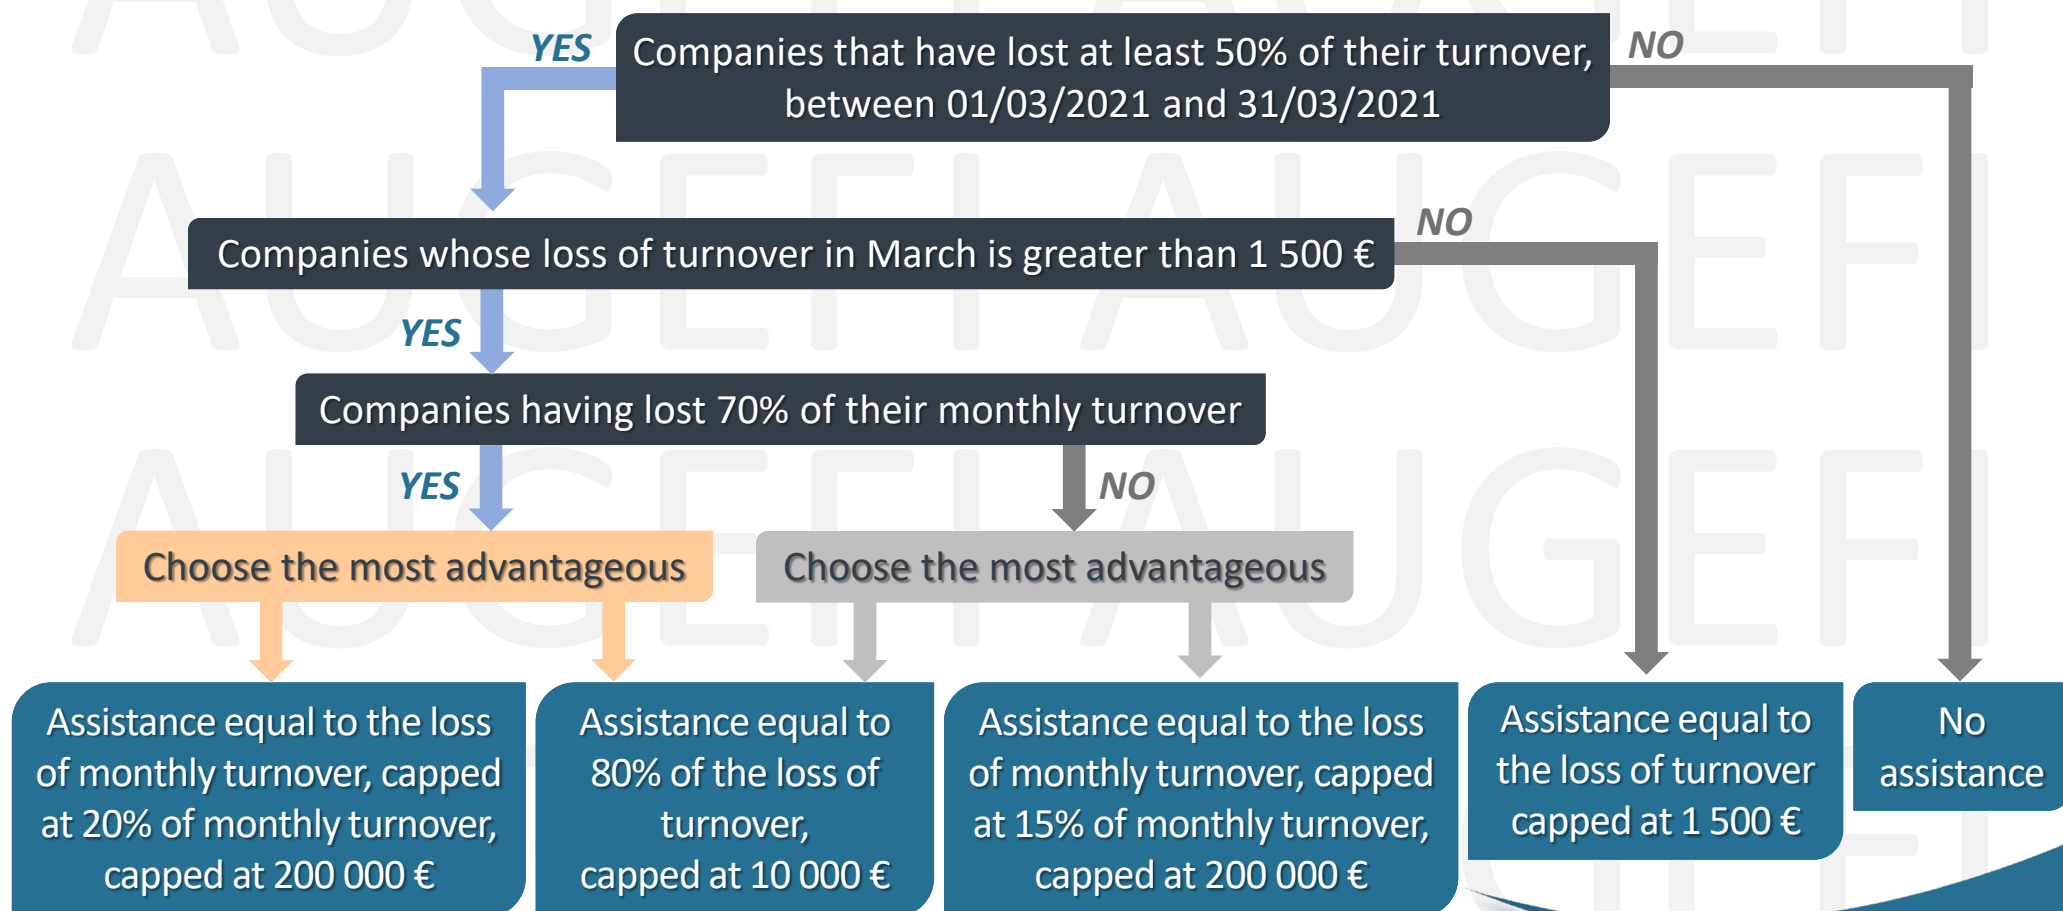 YES
Companies that have lost at least 50% of their turnover,
between 01/03/2021 and 31/03/2021
NO
Companies whose loss of turnover in March is greater than 1 500 €
NO
YES
Companies having lost 70% of their monthly turnover
YES
NO
Choose the most advantageous
Choose the most advantageous
Assistance equal to the loss
of monthly turnover, capped
at 20% of monthly turnover,
capped at 200 000 €
Assistance equal to
80% of the loss of
turnover,
capped at 10 000 €
Assistance equal to the loss
of monthly turnover, capped
at 15% of monthly turnover,
capped at 200 000 €
Assistance equal to
the loss of turnover
capped at 1 500 €
No
assistance
AUGEFI AUGEFI
AUGEFI AUGEFI
AUGEFI AUGEFI